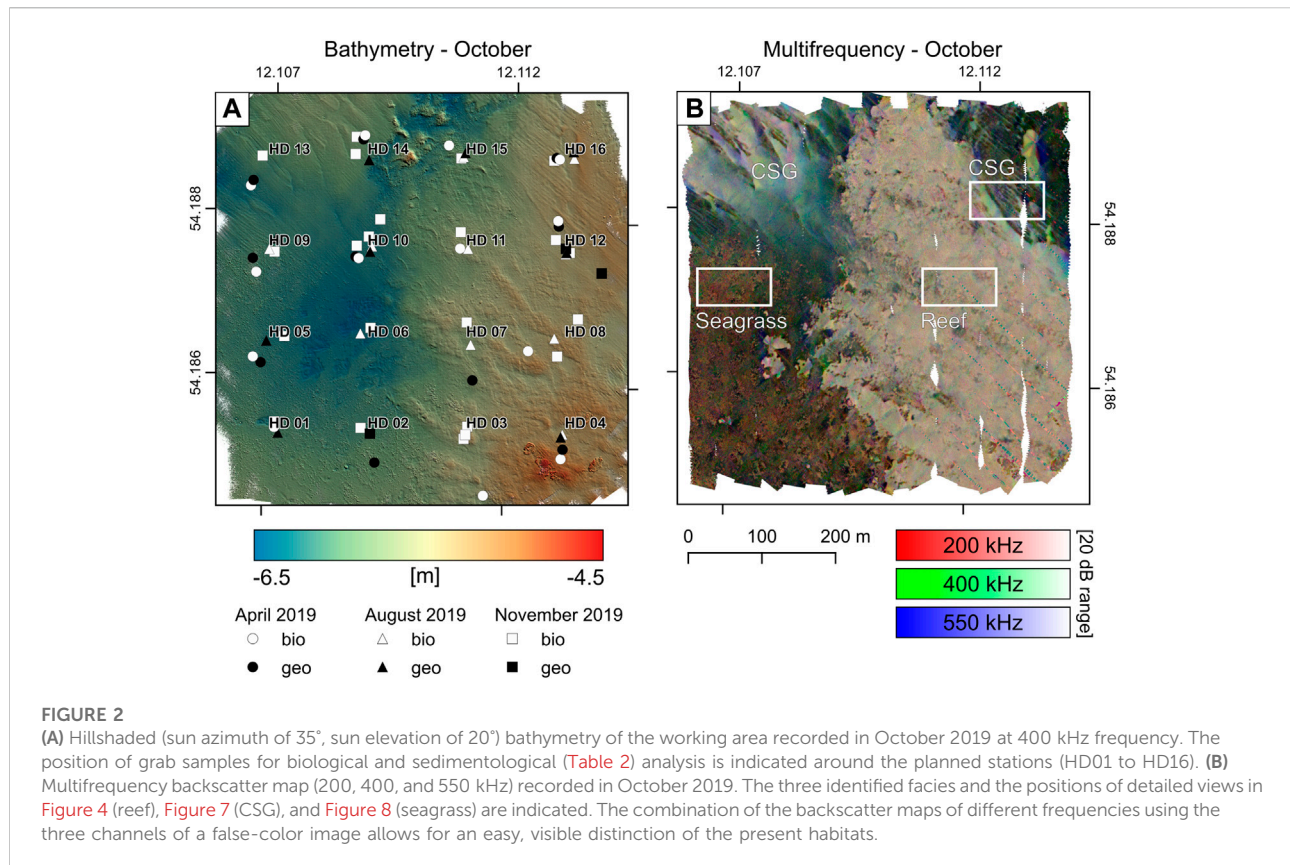 Bathymetry - October
Multifrequency - October
12.107
12.112
12.107
12.112
A
B
HD 13
HD 14
HD 15
HD 16
CSG
CSG
54.188
54.188
HD 09
HD 10
HD 11
HD 12
Seagrass
Reef
HD 05
HD 06
HD 07
HD 08
54.186
54.186
HD 01
HD 02
HD 03
HD 04
-6.5
[m]
-4.5
0
100
200 m
200 kHz
400 kHz
550 kHz
[20 dB range]
April 2019
August 2019
November 2019
bio
bio
bio
geo
geo
geo
FIGURE 2
(A) Hillshaded (sun azimuth of 35°, sun elevation of 20°) bathymetry of the working area recorded in October 2019 at 400 kHz frequency. The
position of grab samples for biological and sedimentological (Table 2) analysis is indicated around the planned stations (HD01 to HD16). (B)
Multifrequency backscatter map (200, 400, and 550 kHz) recorded in October 2019. The three identified facies and the positions of detailed views in
Figure 4 (reef), Figure 7 (CSG), and Figure 8 (seagrass) are indicated. The combination of the backscatter maps of different frequencies using the
three channels of a false-color image allows for an easy, visible distinction of the present habitats.